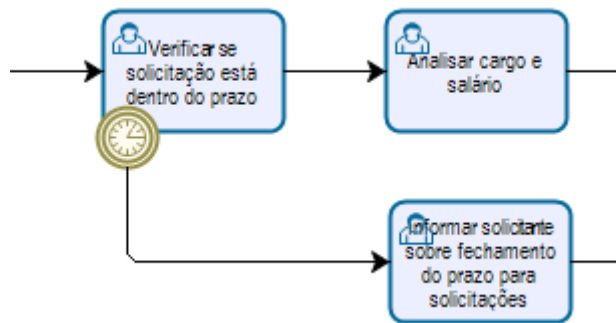 Verificar se
solicitação está
dentro do prazo
Analisar cargo e
salário
Informar solicitante
sobre fechamento
do prazo para
solicitações